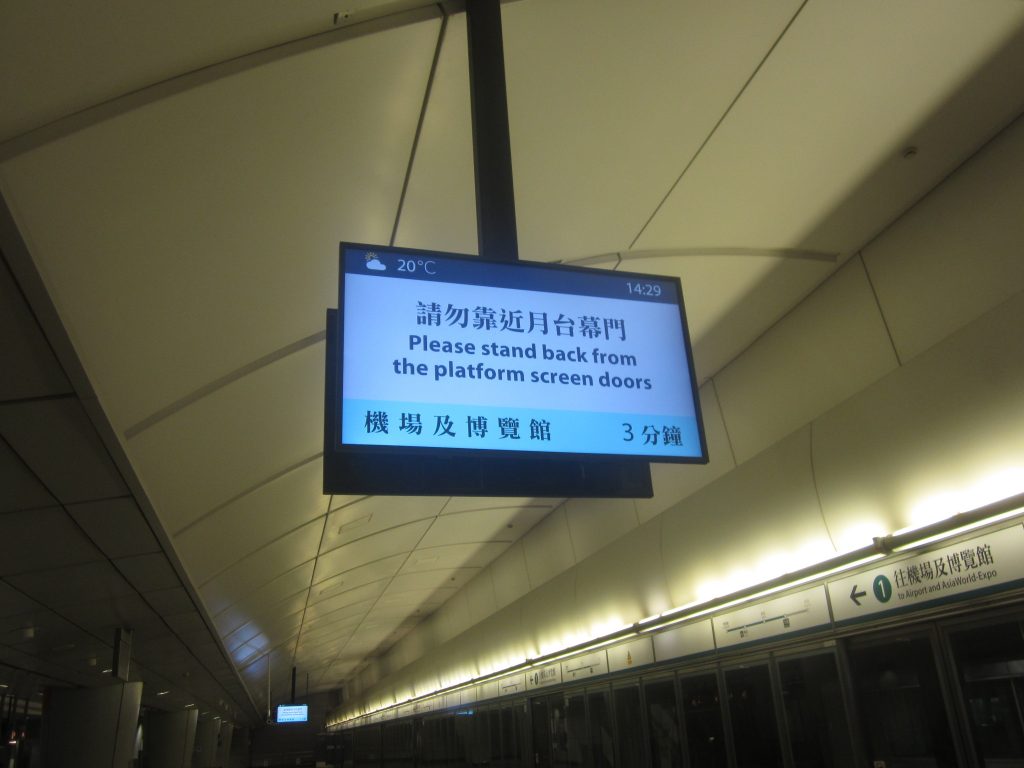 20°C
14:29
請勿靠近月台幕門
Please stand back from
the platform screen doors
機場及博覽館 3 分鐘
← 1 往機場及博覽館
to Airport and AsiaWorld-Expo